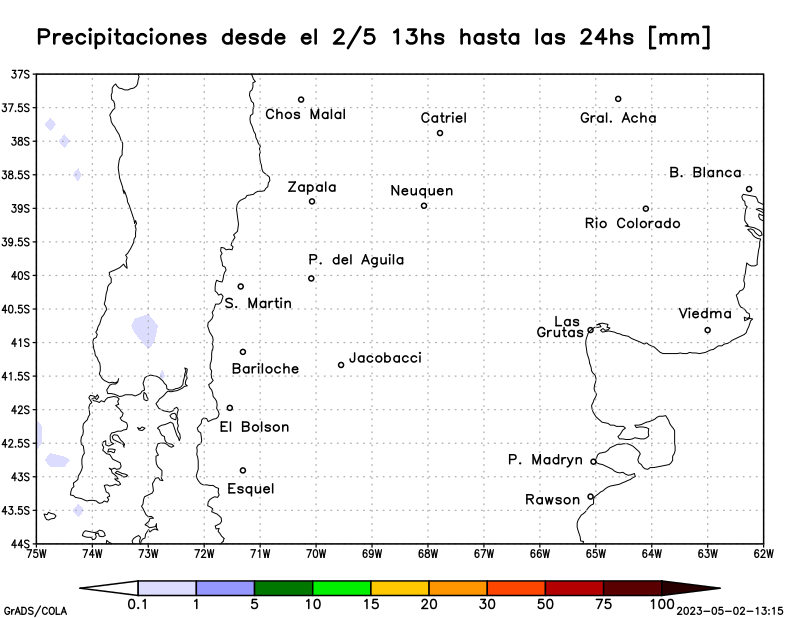 Precipitaciones desde el 2/5 13hs hasta las 24hs [mm]
37S
37.5S
Chos Malal
Catriel
Gral. Acha
38S
B. Blanca
38.5S
Zapala
Neuquen
39S
Rio Colorado
39.5S
P. del Aguila
40S
S. Martin
40.5S
Las
Grutas
Viedma
41S
Jacobacci
Bariloche
41.5S
42S
El Bolson
42.5S
P. Madryn
43S
Esquel
Rawson
43.5S
44S
75W 74W 73W 72W 71W 70W 69W 68W 67W 66W 65W 64W 63W 62W
0.1 1 5 10 15 20 30 50 75 100
GrADS/COLA
2023-05-02-13:15